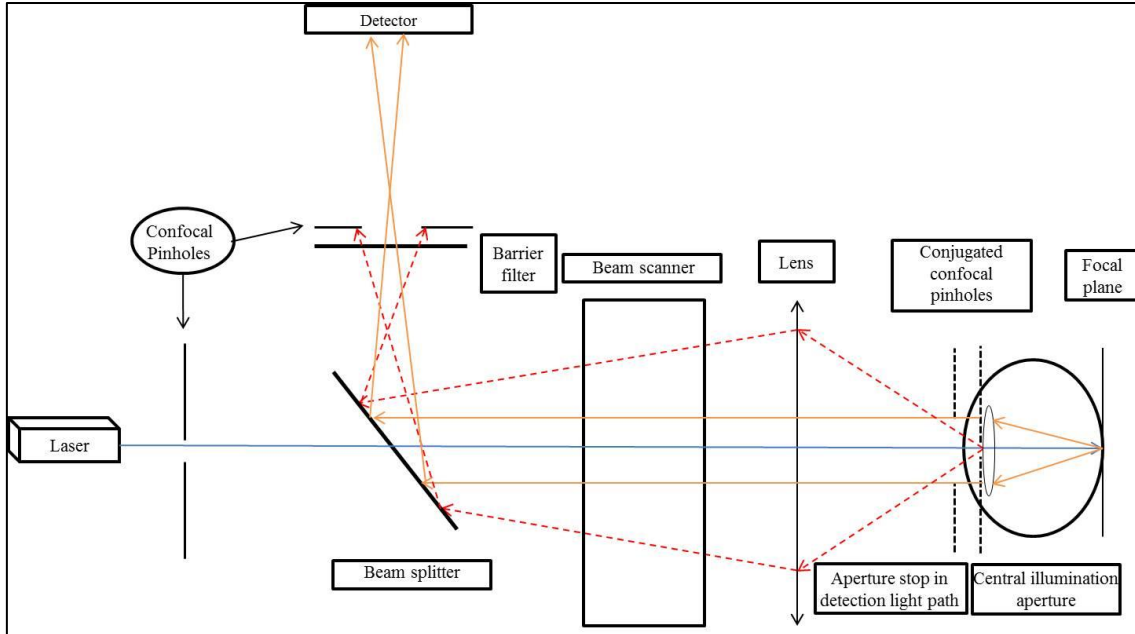 Detector
Confocal
Pinholes
Barrier
filter
Beam scanner
Lens
Conjugated
confocal
pinholes
Focal
plane
Laser
Beam splitter
Aperture stop in
detection light path
Central illumination
aperture